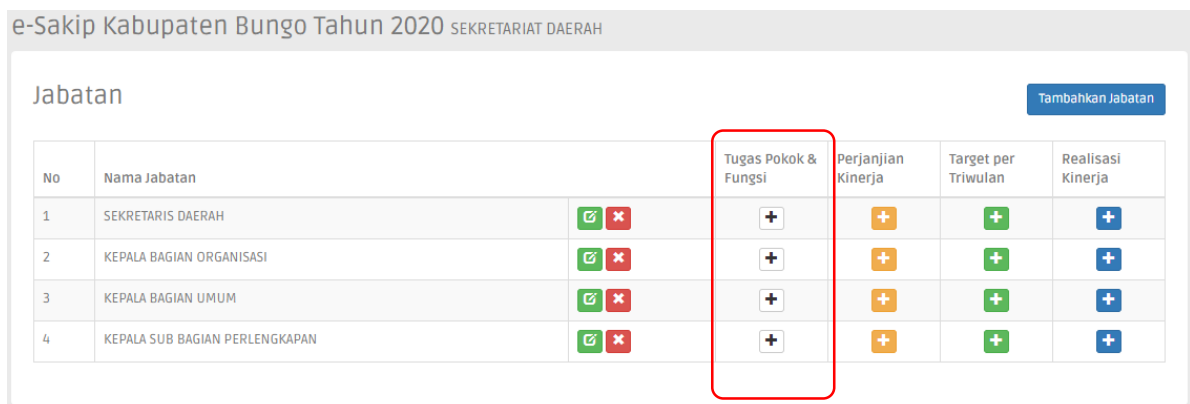 e-Sakip Kabupaten Bungo Tahun 2020 SEKRETARIAT DAERAH
Jabatan
Tambahkan Jabatan
No Nama Jabatan Tugas Pokok & Fungsi Perjanjian Kinerja Target per Triwulan Realisasi Kinerja
1 SEKRETARIS DAERAH
2 KEPALA BAGIAN ORGANISASI
3 KEPALA BAGIAN UMUM
4 KEPALA SUB BAGIAN PERLENGKAPAN